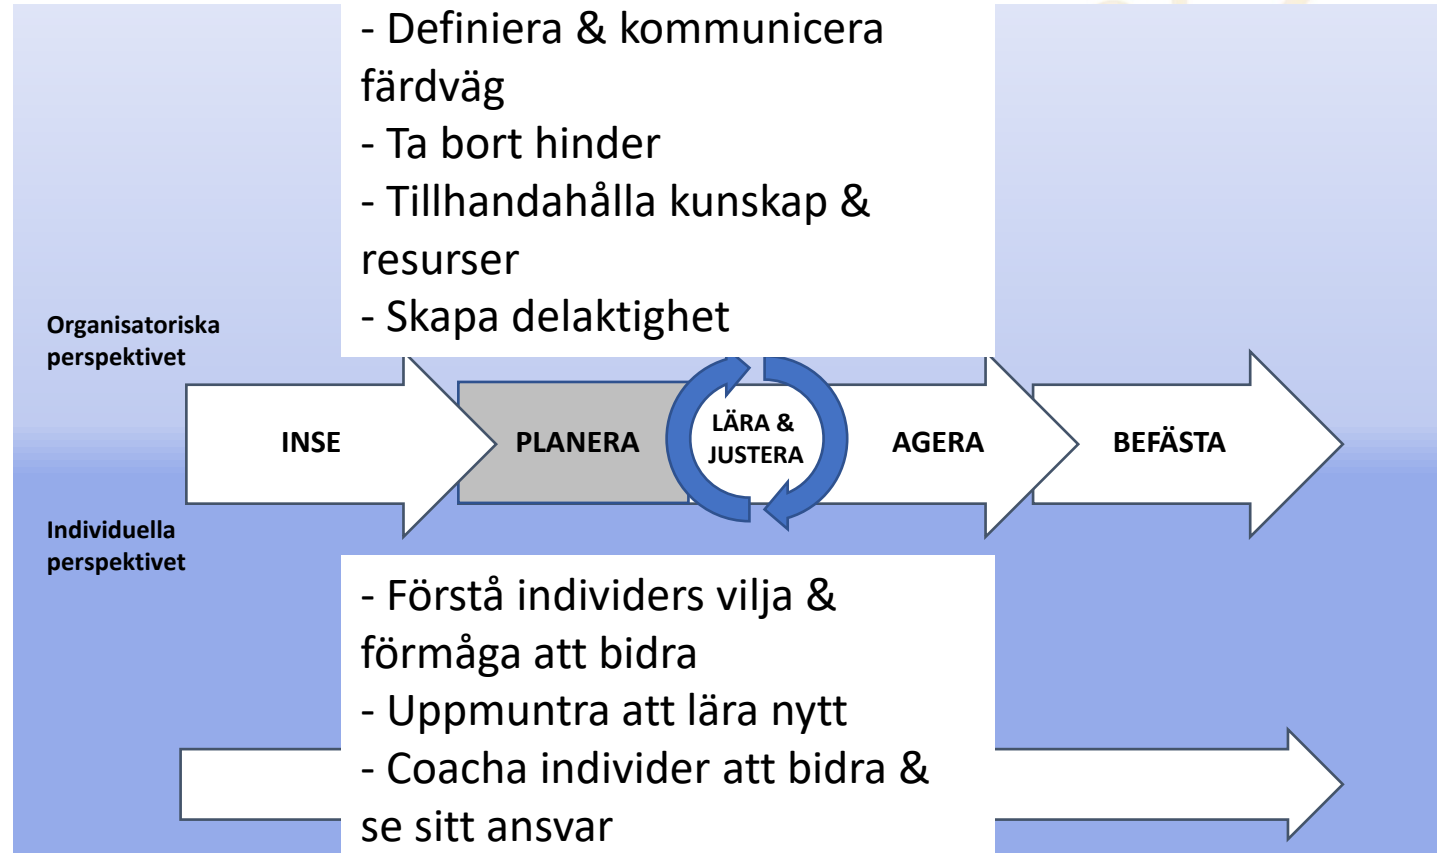 - Definiera & kommunicera
färdväg
- Ta bort hinder
- Tillhandahålla kunskap &
resurser
- Skapa delaktighet
Organisatoriska
perspektivet
INSE
PLANERA
LÄRA &
JUSTERA
AGERA
BEFÄSTA
Individuella
perspektivet
- Förstå individers vilja &
förmåga att bidra
- Uppmuntra att lära nytt
- Coacha individer att bidra &
se sitt ansvar